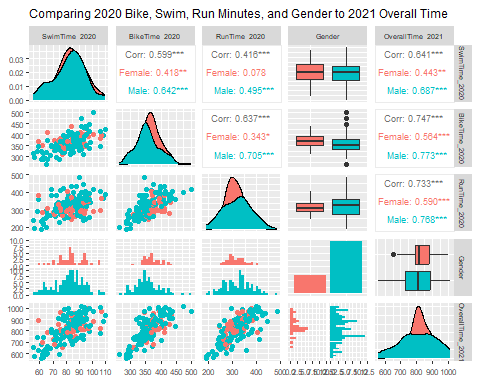 Comparing 2020 Bike, Swim, Run Minutes, and Gender to 2021 Overall Time
SwimTime_2020 BikeTime_2020 RunTime_2020 Gender OverallTime_2021
0.03
0.02
0.01
0.00
Corr: 0.599*** Corr: 0.416*** Corr: 0.641***
Female: 0.418** Female: 0.078 Female: 0.443**
Male: 0.642*** Male: 0.495*** Male: 0.687***
SwimTime_2020
500
450
400
350
300
Corr: 0.637*** Corr: 0.747***
Female: 0.343* Female: 0.564***
Male: 0.705*** Male: 0.773***
BikeTime_2020
500
400
300
200
Corr: 0.733***
Female: 0.590***
Male: 0.768***
RunTime_2020
10.0
7.5
5.0
2.5
0.0
10.0
7.5
5.0
2.5
0.0
Gender
1000
900
800
700
600
OverallTime_2021
60 70 80 90 100 110 300 350 400 450 500 200 300 400 500 600 700 800 900 1000